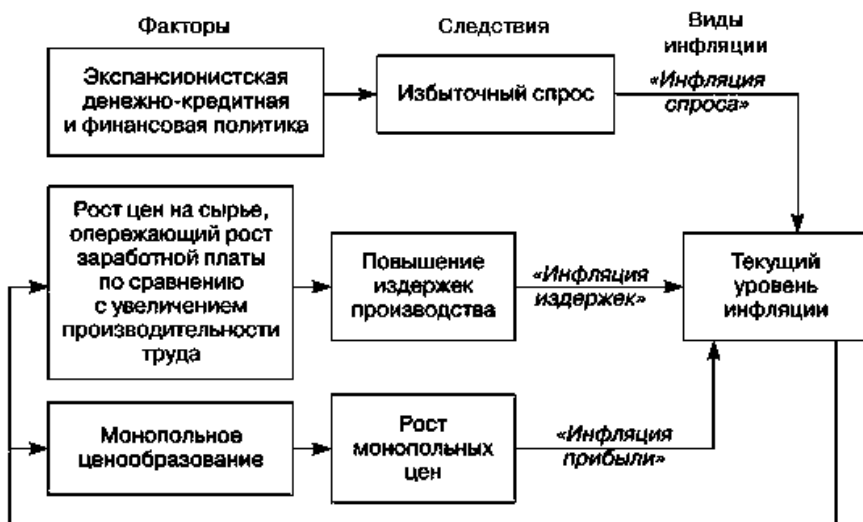 Факторы
Следствия
Виды
инфляции
Экспансионистская
денежно-кредитная
и финансовая политика
Избыточный спрос
«Инфляция
спроса»
Рост цен на сырье,
опережающий рост
заработной платы
по сравнению
с увеличением
производительности
труда
Повышение
издержек
производства
«Инфляция
издержек»
Текущий
уровень
инфляции
Монопольное
ценообразование
Рост
монопольных
цен
«Инфляция
прибыли»